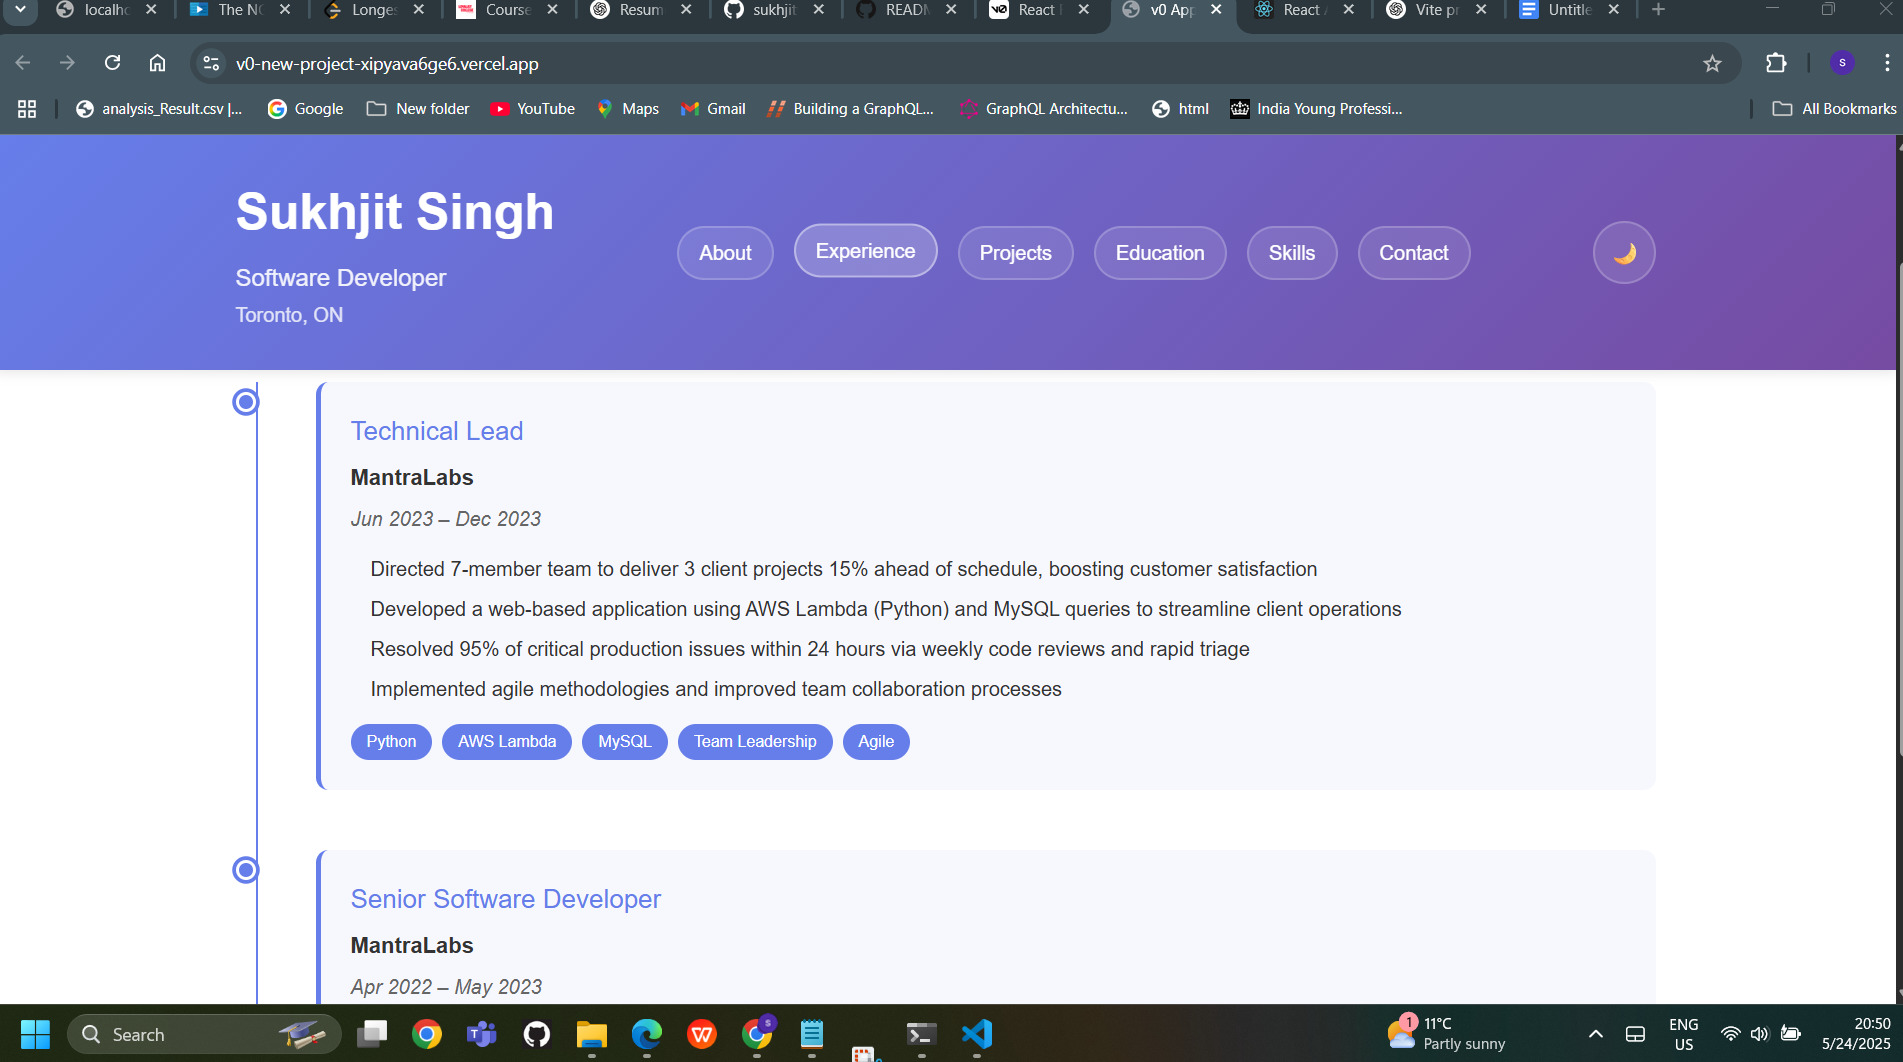 localhc
The NC
Longes
Course
Resum
sukhjit
READM
React
v0 App
React
Vite pr
Untitle
v0-new-project-xipyava6ge6.vercel.app
S
analysis_Result.csv |...
Google
New folder
YouTube
Maps
Gmail
Building a GraphQL...
GraphQL Architectu...
html
India Young Professi...
All Bookmarks
Sukhjit Singh
Software Developer
Toronto, ON
About
Experience
Projects
Education
Skills
Contact
Technical Lead
MantraLabs
Jun 2023 – Dec 2023
Directed 7-member team to deliver 3 client projects 15% ahead of schedule, boosting customer satisfaction
Developed a web-based application using AWS Lambda (Python) and MySQL queries to streamline client operations
Resolved 95% of critical production issues within 24 hours via weekly code reviews and rapid triage
Implemented agile methodologies and improved team collaboration processes
Python
AWS Lambda
MySQL
Team Leadership
Agile
Senior Software Developer
MantraLabs
Apr 2022 – May 2023
Search
1
11°C
Partly sunny
ENG
US
20:50
5/24/2025